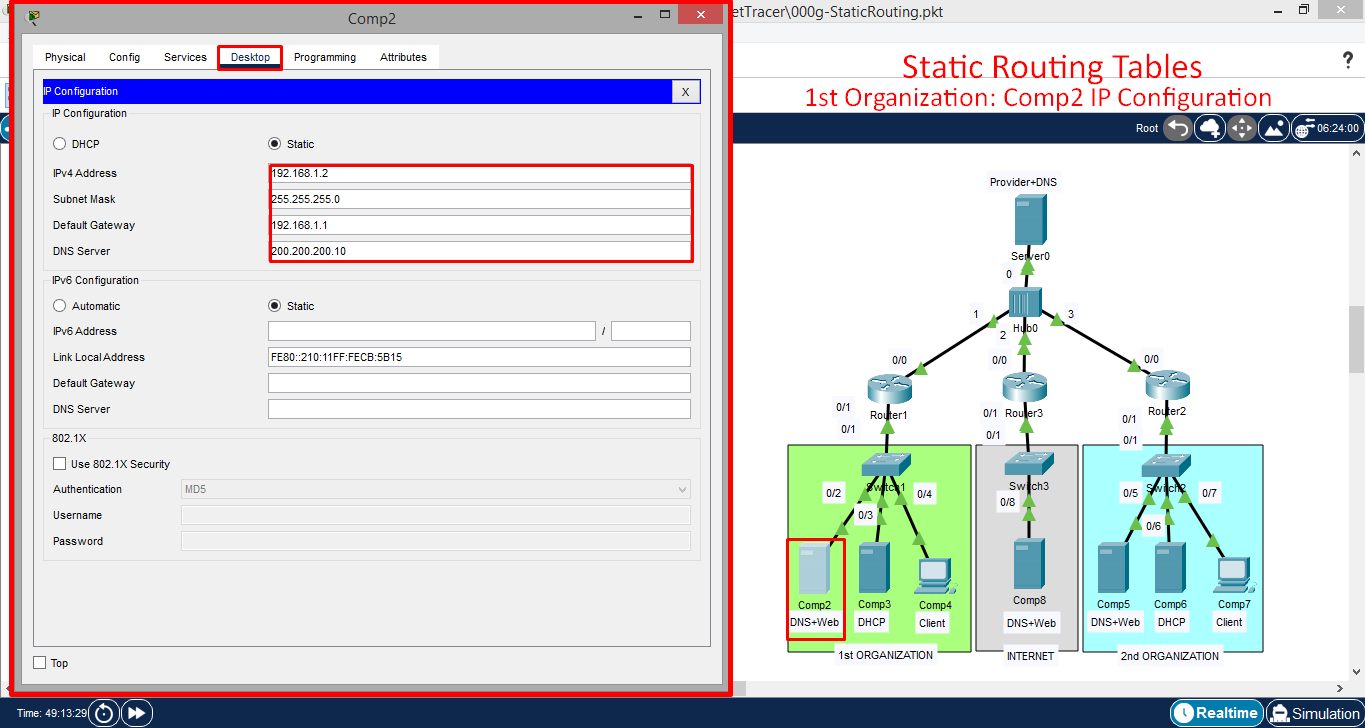 Comp2
etTracer\000g-StaticRouting.pkt
Physical Config Services Desktop Programming Attributes
IP Configuration X
IP Configuration
DHCP Static
IPv4 Address 192.168.1.2
Subnet Mask 255.255.255.0
Default Gateway 192.168.1.1
DNS Server 200.200.200.10
IPv6 Configuration
Automatic Static
IPv6 Address /
Link Local Address FE80::210:11FF:FECB:5B15
Default Gateway
DNS Server
802.1X
Use 802.1X Security
Authentication MD5
Username
Password
Top
Static Routing Tables
1st Organization: Comp2 IP Configuration
?
Root 06:24:00
Provider+DNS
Server0
0
1 3
Hub0
2
0/0 0/0 0/0
Router1 Router3 Router2
0/1 0/1 0/1
0/1 0/1 0/1
Switch1 Switch3 Switch2
0/2 0/4 0/5 0/7
0/8
0/3 0/6
Comp2 Comp3 Comp4 Comp8 Comp5 Comp6 Comp7
DNS+Web DHCP Client DNS+Web DNS+Web DHCP Client
1st ORGANIZATION INTERNET 2nd ORGANIZATION
Time: 49:13:29 Realtime Simulation